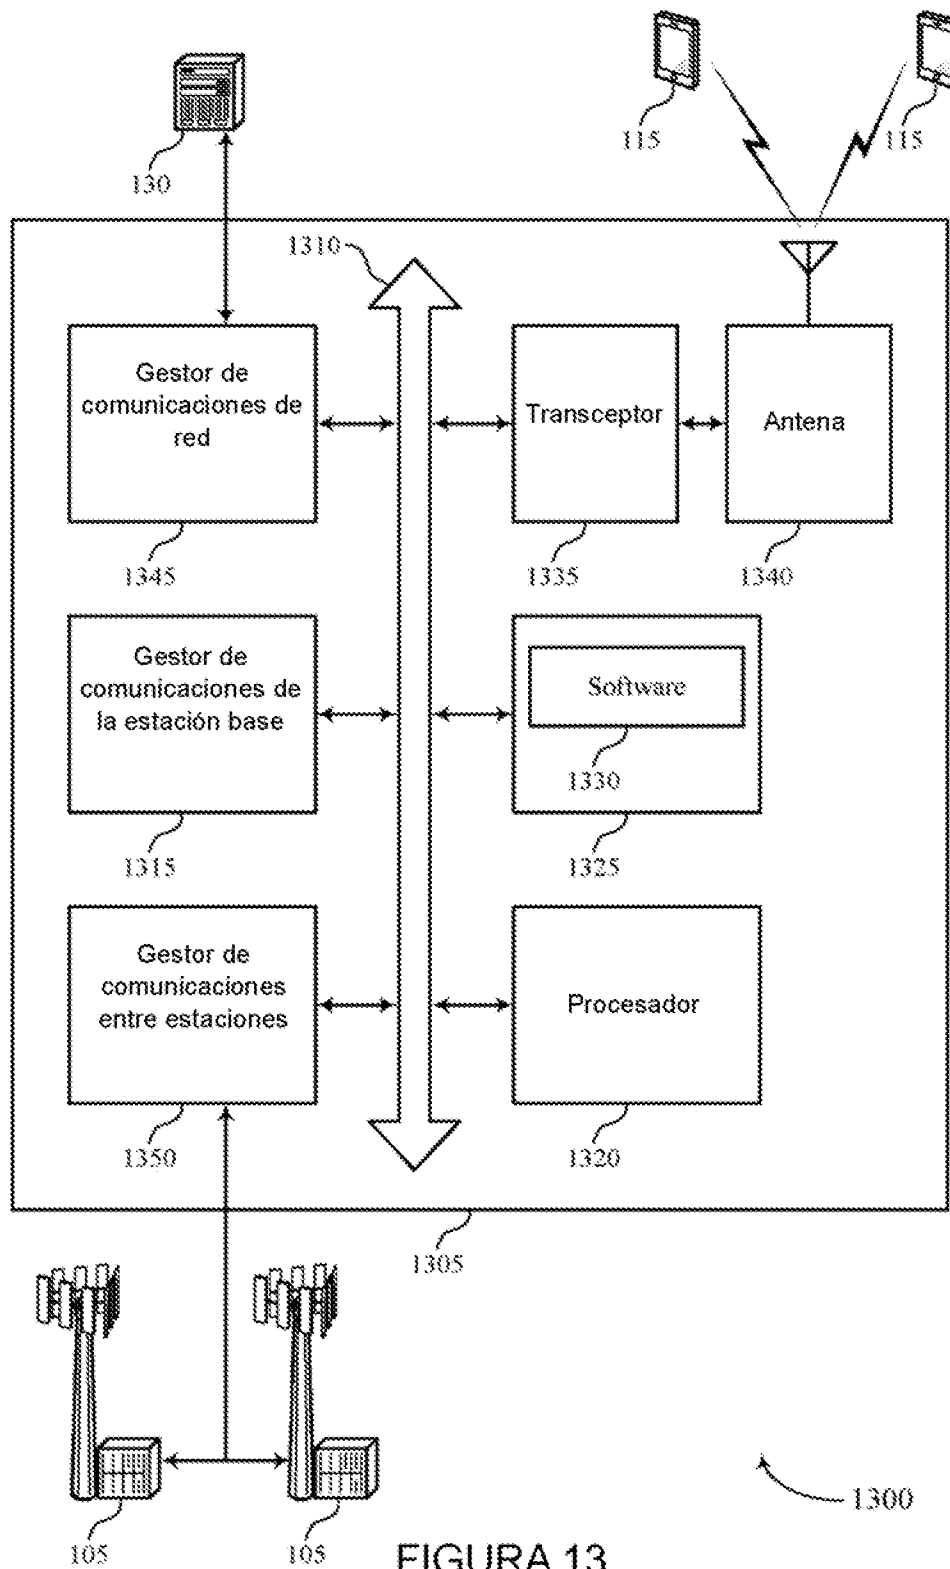 130
115
115
1310
Gestor de
comunicaciones de
red
Transceptor
Antena
1345
1335
1340
Gestor de
comunicaciones de
la estación base
Software
1330
1315
1325
Gestor de
comunicaciones
entre estaciones
Procesador
1350
1320
1305
105
105
1300
FIGURA 13